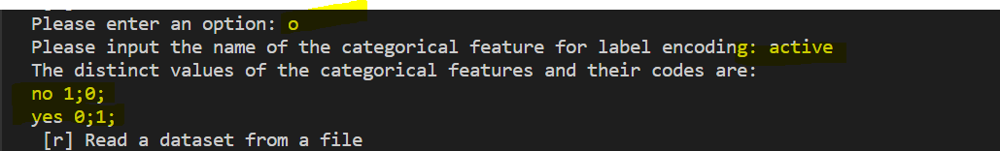 Please enter an option: o
Please input the name of the categorical feature for label encoding: active
The distinct values of the categorical features and their codes are:
no 1;0;
yes 0;1;
[r] Read a dataset from a file